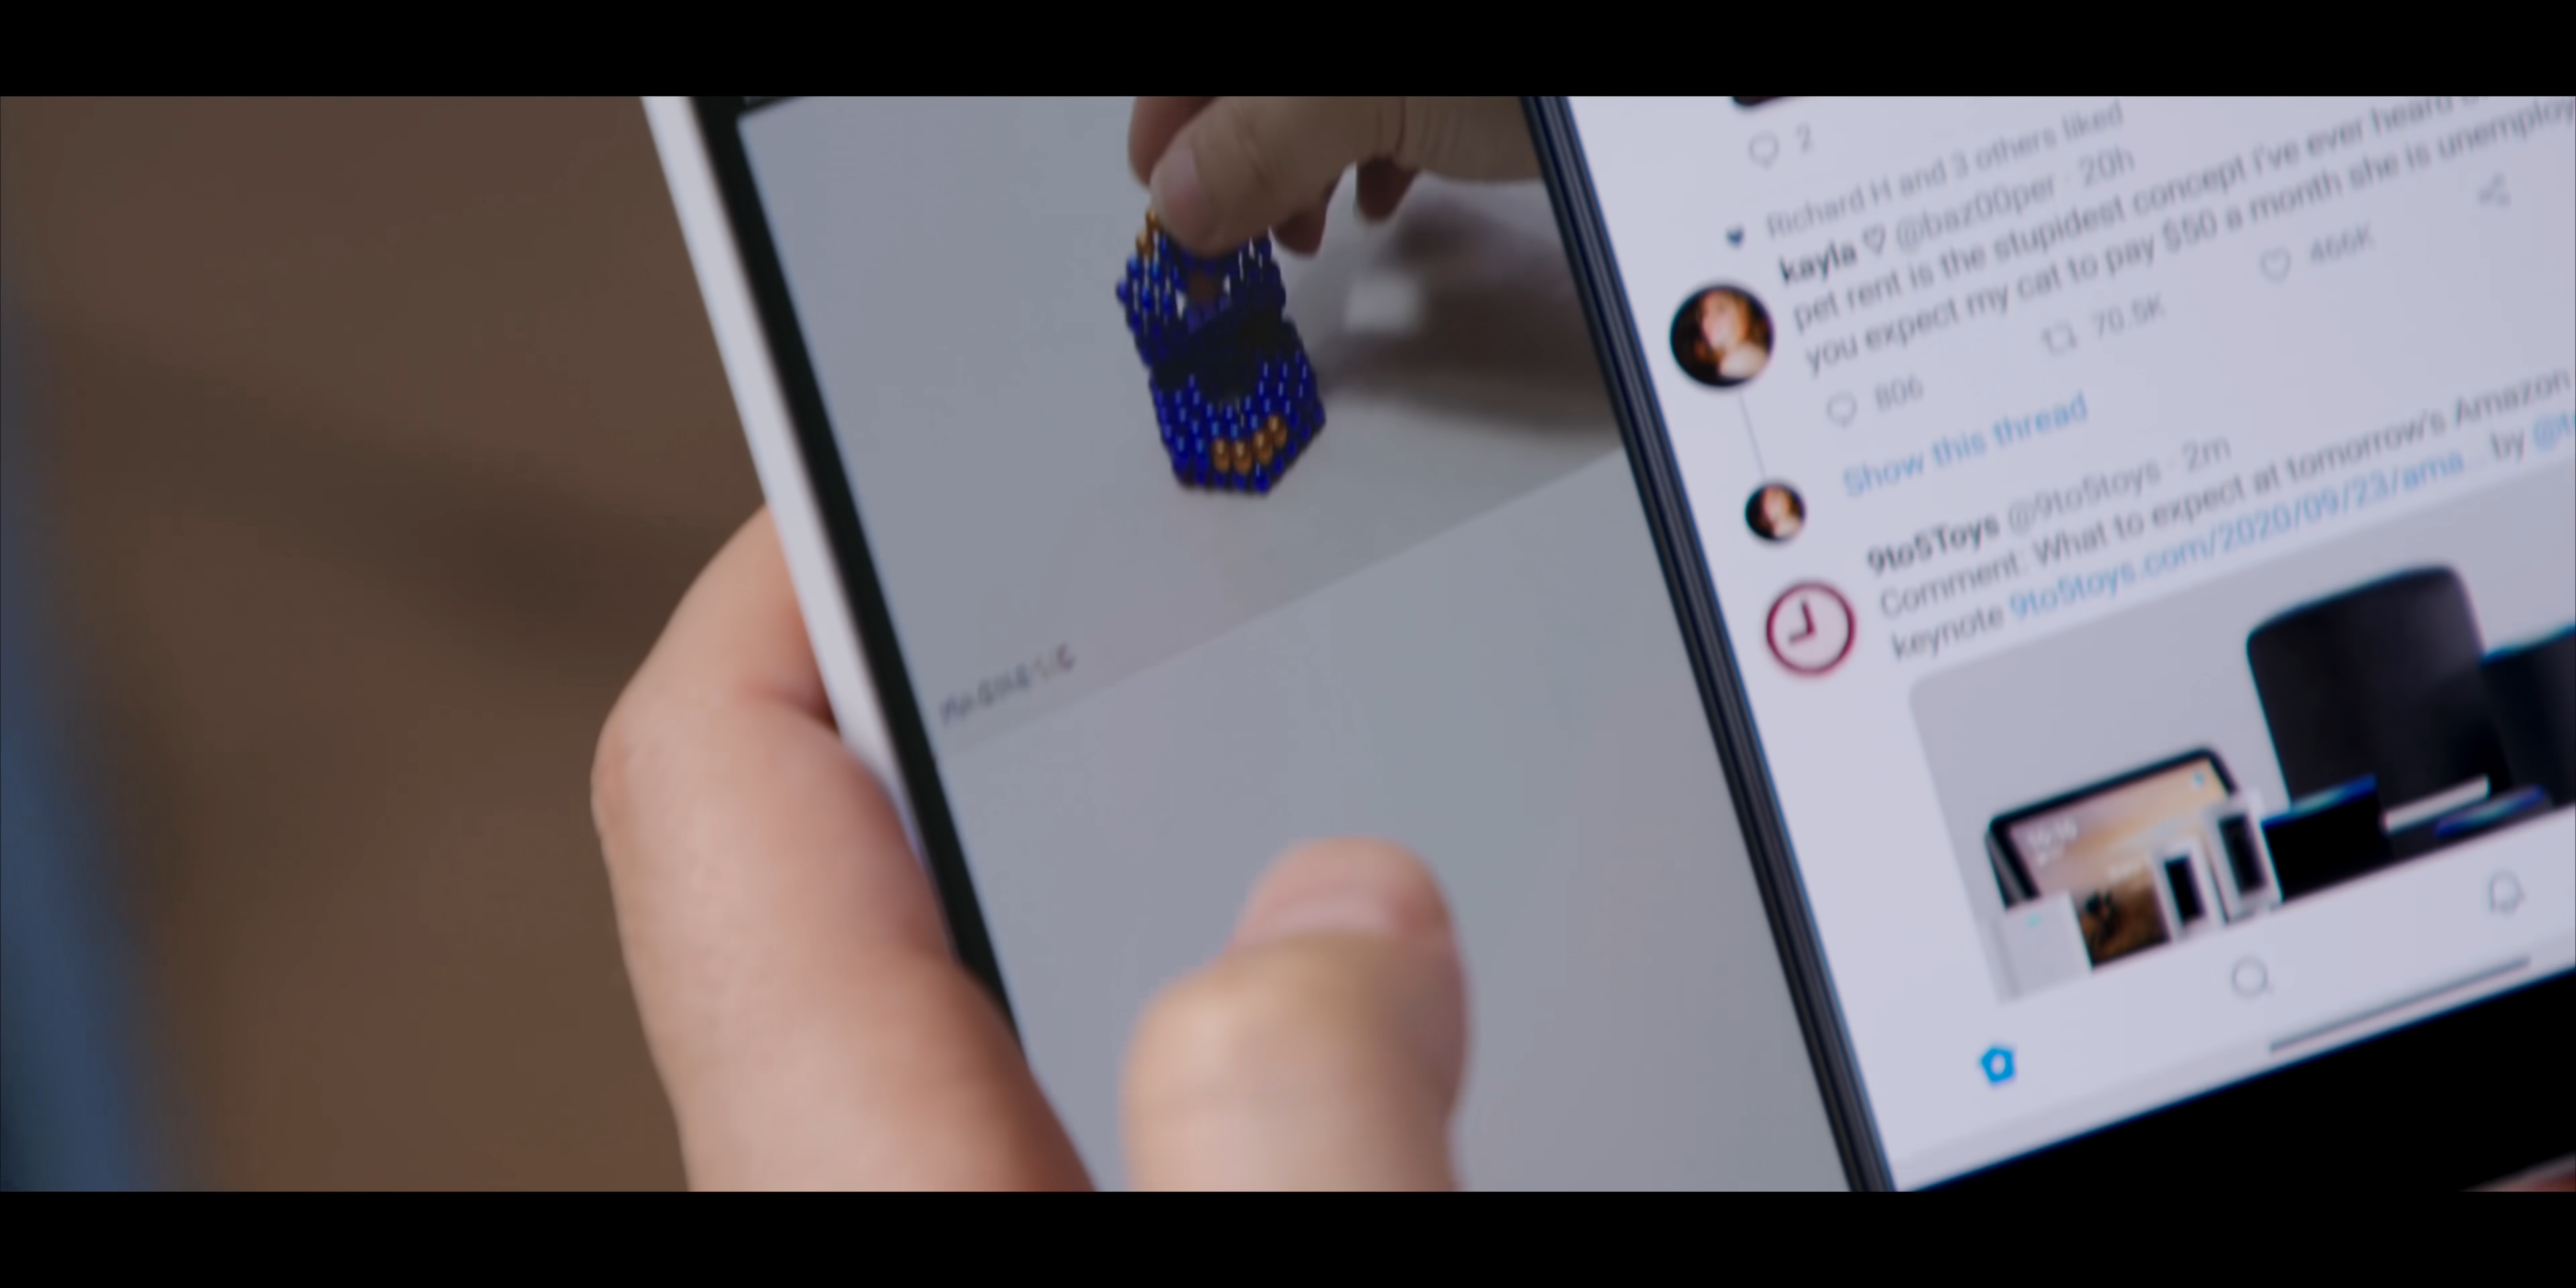 2
Richard H and 3 others liked
kayla ♡ @baz00per · 20h
pet rent is the stupidest concept i've ever heard
you expect my cat to pay $50 a month she is unemploy
806 70.5K 466K
Show this thread
9to5Toys @9to5toys · 2m
Comment: What to expect at tomorrow's Amazon
keynote 9to5toys.com/2020/09/23/ama... by